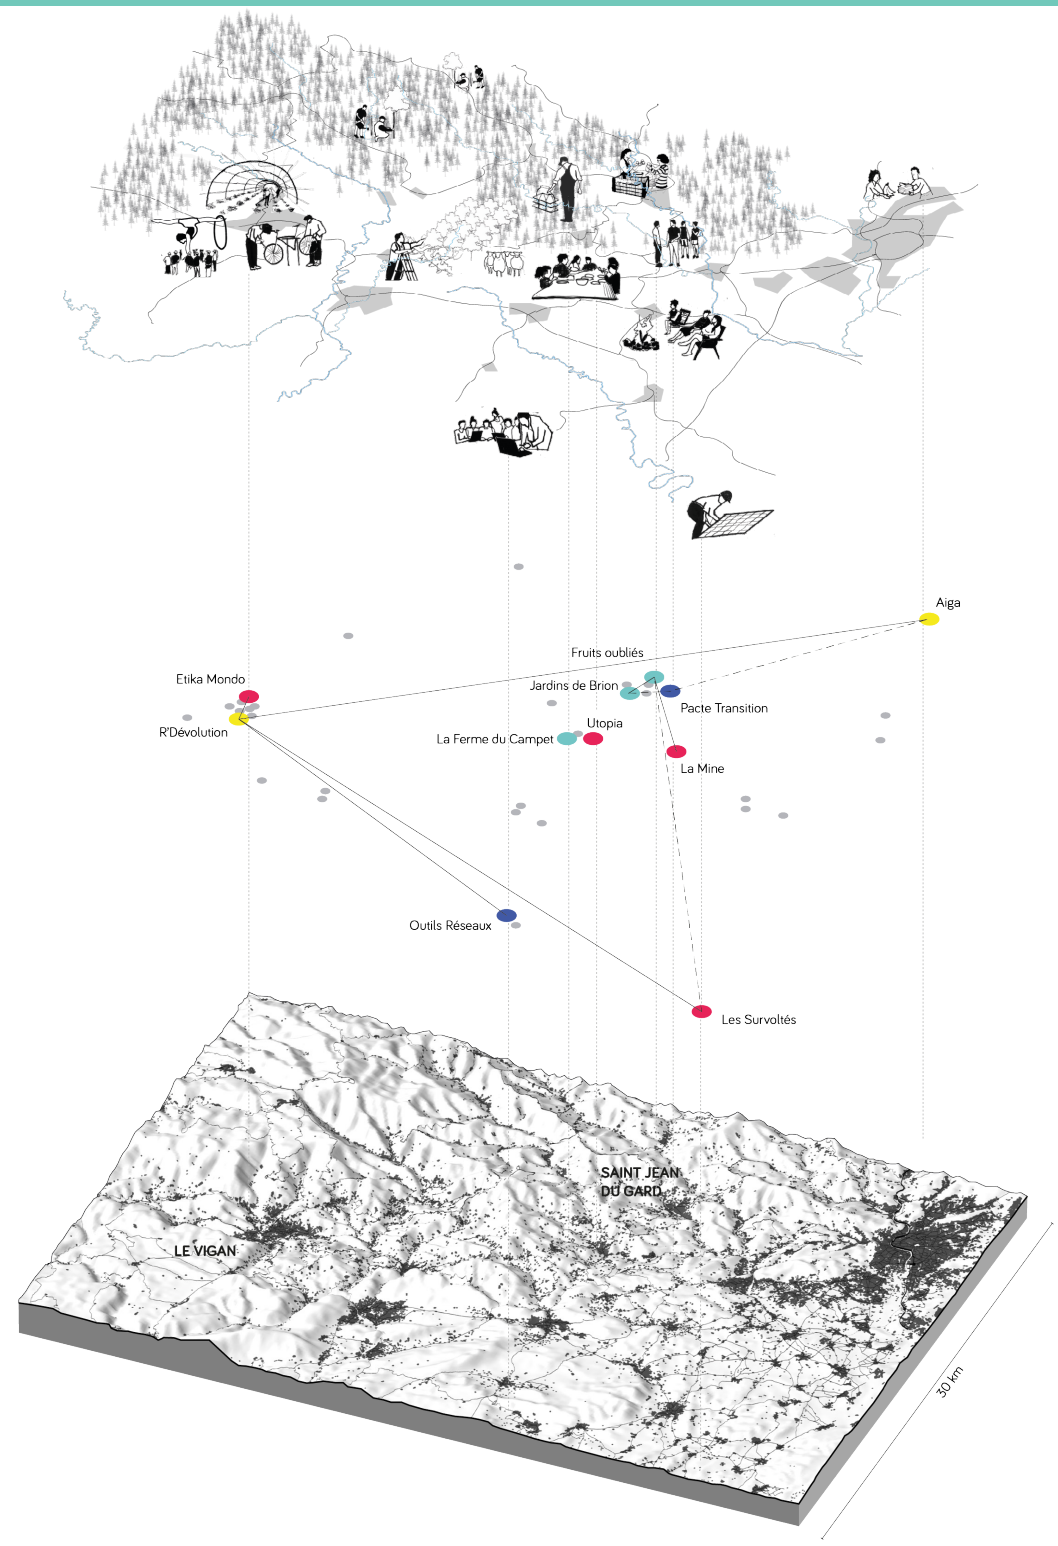 Aiga
Fruits oubliés
Etika Mondo
Jardins de Brion
Pacte Transition
Utopia
R'Dévolution
La Ferme du Campet
La Mine
Outils Réseaux
Les Survoltés
SAINT JEAN
DU GARD
LE VIGAN
30 km